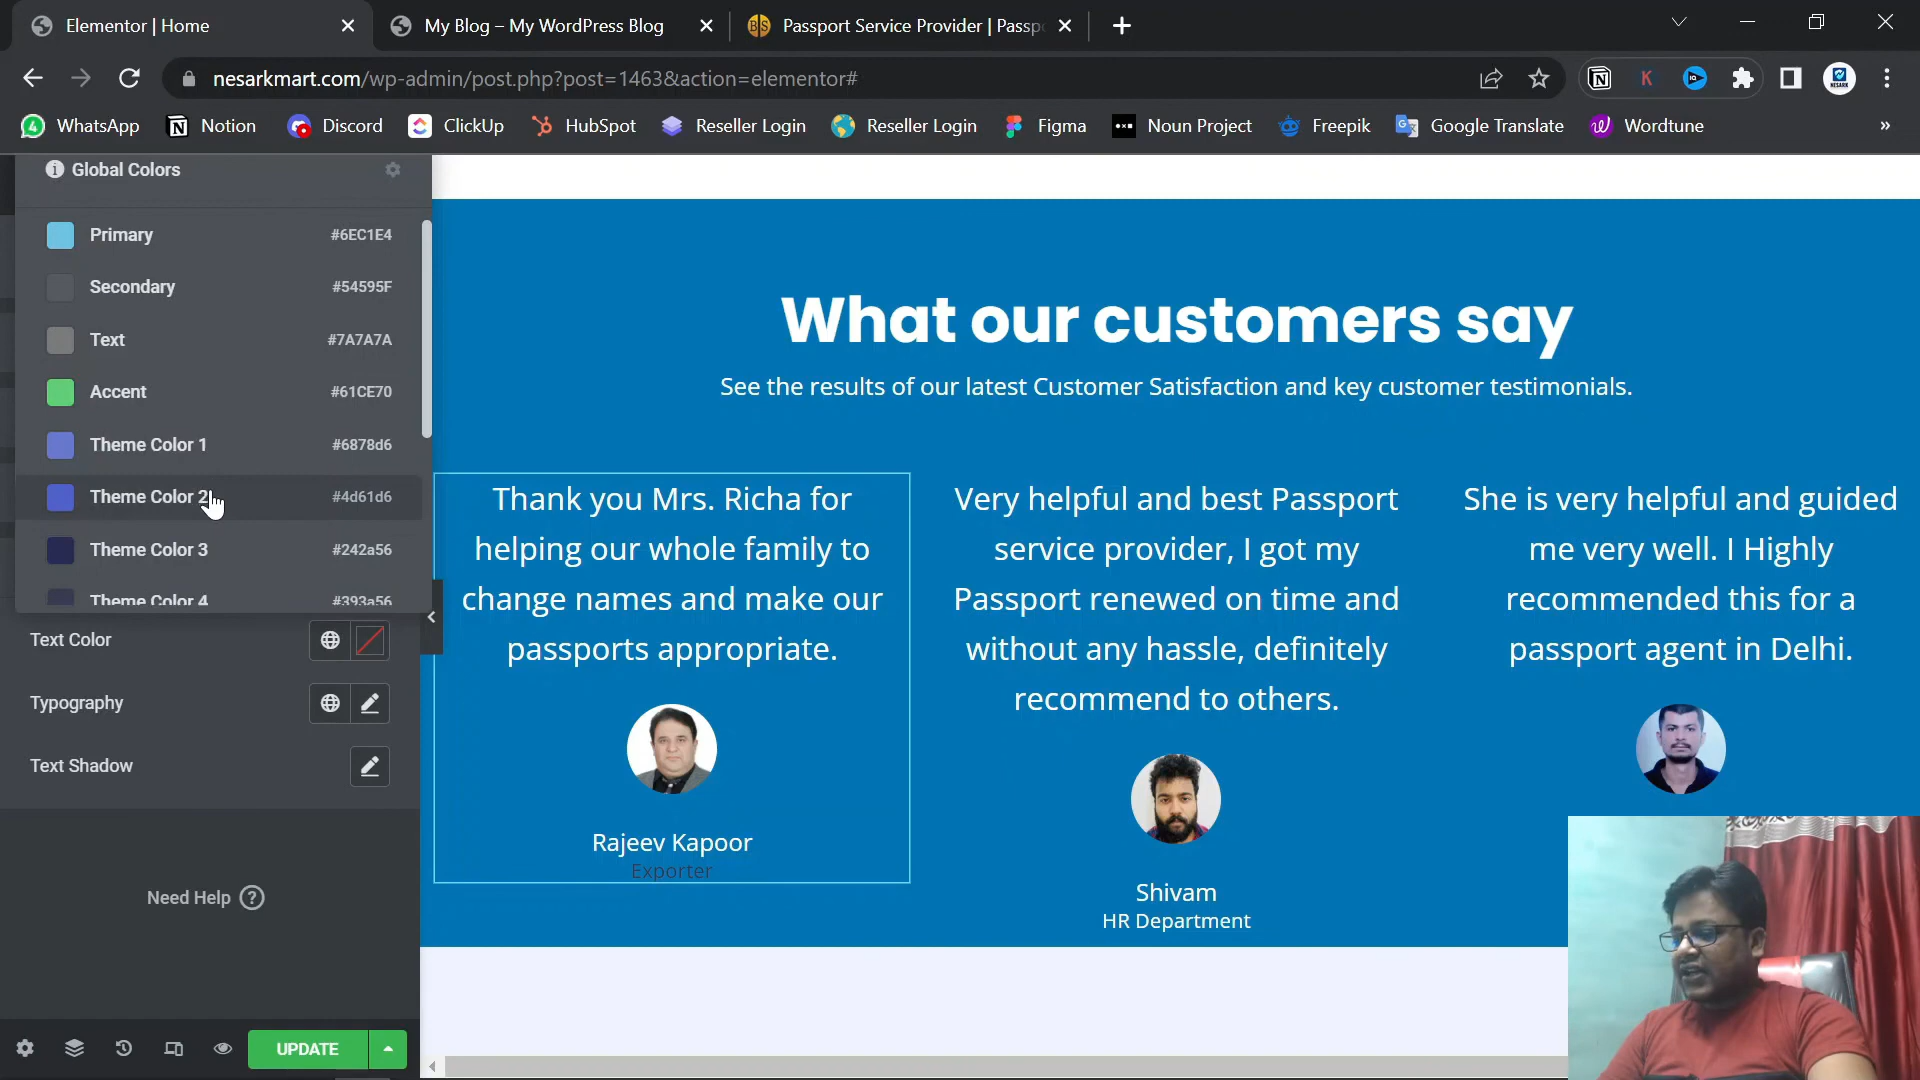 Elementor | Home
My Blog – My WordPress Blog
Passport Service Provider | Passp
nesarkmart.com/wp-admin/post.php?post=1463&action=elementor#
WhatsApp
Notion
Discord
ClickUp
HubSpot
Reseller Login
Reseller Login
Figma
Noun Project
Freepik
Google Translate
Wordtune
»
Global Colors
Primary #6EC1E4
Secondary #54595F
Text #7A7A7A
Accent #61CE70
Theme Color 1 #6878d6
Theme Color 2 #4d61d6
Theme Color 3 #242a56
Theme Color 4 #393a56
Text Color
Typography
Text Shadow
Need Help ?
UPDATE
What our customers say
See the results of our latest Customer Satisfaction and key customer testimonials.
Thank you Mrs. Richa for
helping our whole family to
change names and make our
passports appropriate.
Rajeev Kapoor
Exporter
Very helpful and best Passport
service provider, I got my
Passport renewed on time and
without any hassle, definitely
recommend to others.
Shivam
HR Department
She is very helpful and guided
me very well. I Highly
recommended this for a
passport agent in Delhi.